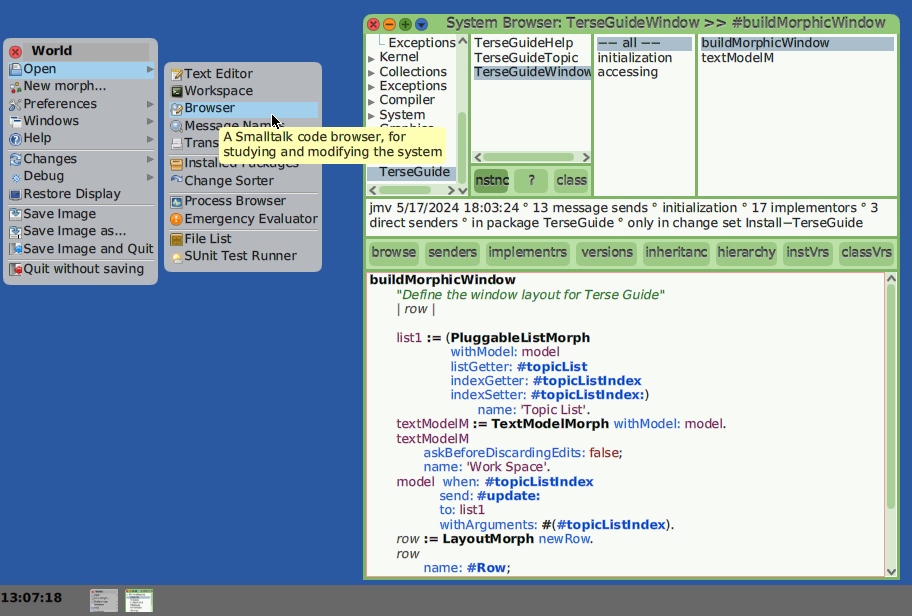 World
Open
New morph...
Preferences
Windows
Help
Changes
Debug
Restore Display
Save Image
Save Image as...
Save Image and Quit
Quit without saving
Text Editor
Workspace
Browser
Message Names
A Smalltalk code browser, for
studying and modifying the system
Installed Packages
Change Sorter
Process Browser
Emergency Evaluator
File List
SUnit Test Runner
System Browser: TerseGuideWindow >> #buildMorphicWindow
Exceptions
Kernel
Collections
Exceptions
Compiler
System
TerseGuide
TerseGuideHelp
TerseGuideTopic
TerseGuideWindow
nstnc ? class
-- all --
initialization
accessing
buildMorphicWindow
textModelM
jmv 5/17/2024 18:03:24 ° 13 message sends ° initialization ° 17 implementors ° 3
direct senders ° in package TerseGuide ° only in change set Install-TerseGuide
browse senders implementrs versions inheritanc hierarchy instVrs classVrs
buildMorphicWindow
"Define the window layout for Terse Guide"
| row |
list1 := (PluggableListMorph
withModel: model
listGetter: #topicList
indexGetter: #topicListIndex
indexSetter: #topicListIndex:)
name: 'Topic List'.
textModelM := TextModelMorph withModel: model.
textModelM
askBeforeDiscardingEdits: false;
name: 'Work Space'.
model when: #topicListIndex
send: #update:
to: list1
withArguments: #(#topicListIndex).
row := LayoutMorph newRow.
row
name: #Row;
13:07:18